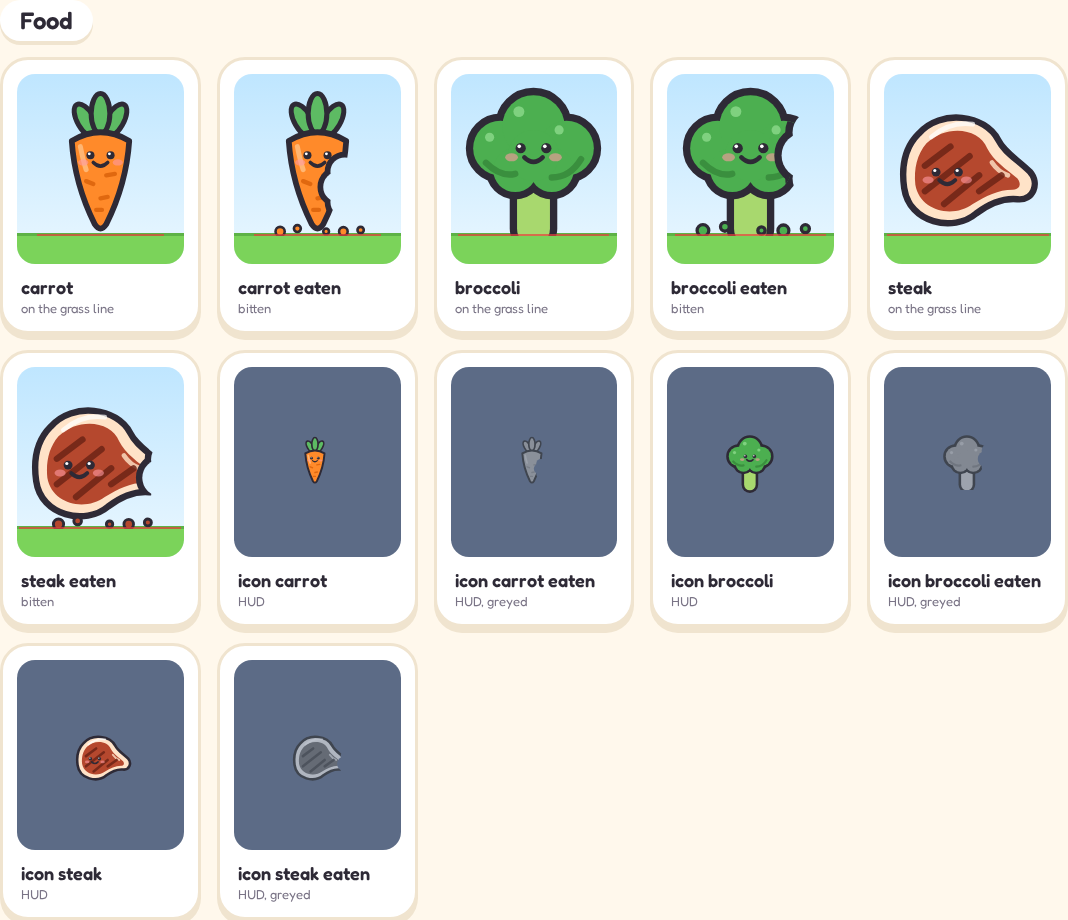 Food
carrot
on the grass line
carrot eaten
bitten
broccoli
on the grass line
broccoli eaten
bitten
steak
on the grass line
steak eaten
bitten
icon carrot
HUD
icon carrot eaten
HUD, greyed
icon broccoli
HUD
icon broccoli eaten
HUD, greyed
icon steak
HUD
icon steak eaten
HUD, greyed